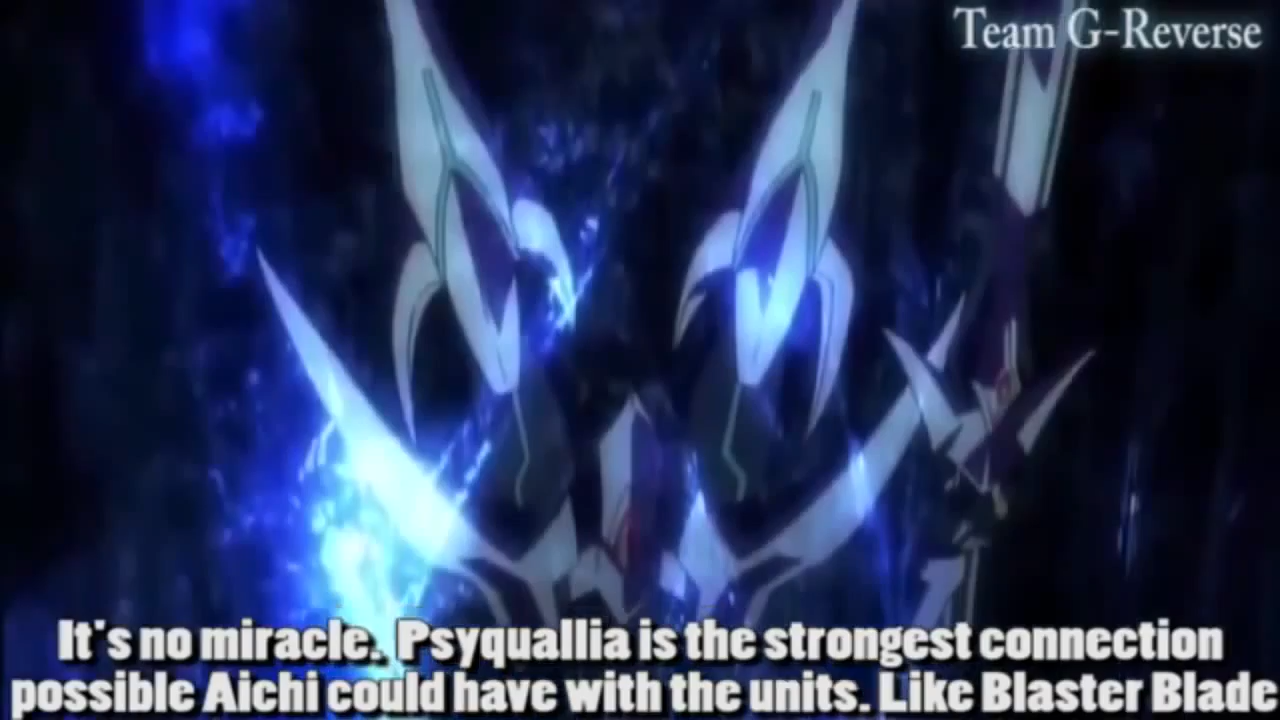 Team G-Reverse
It's no miracle. Psyquallia is the strongest connection
possible Aichi could have with the units. Like Blaster Blade